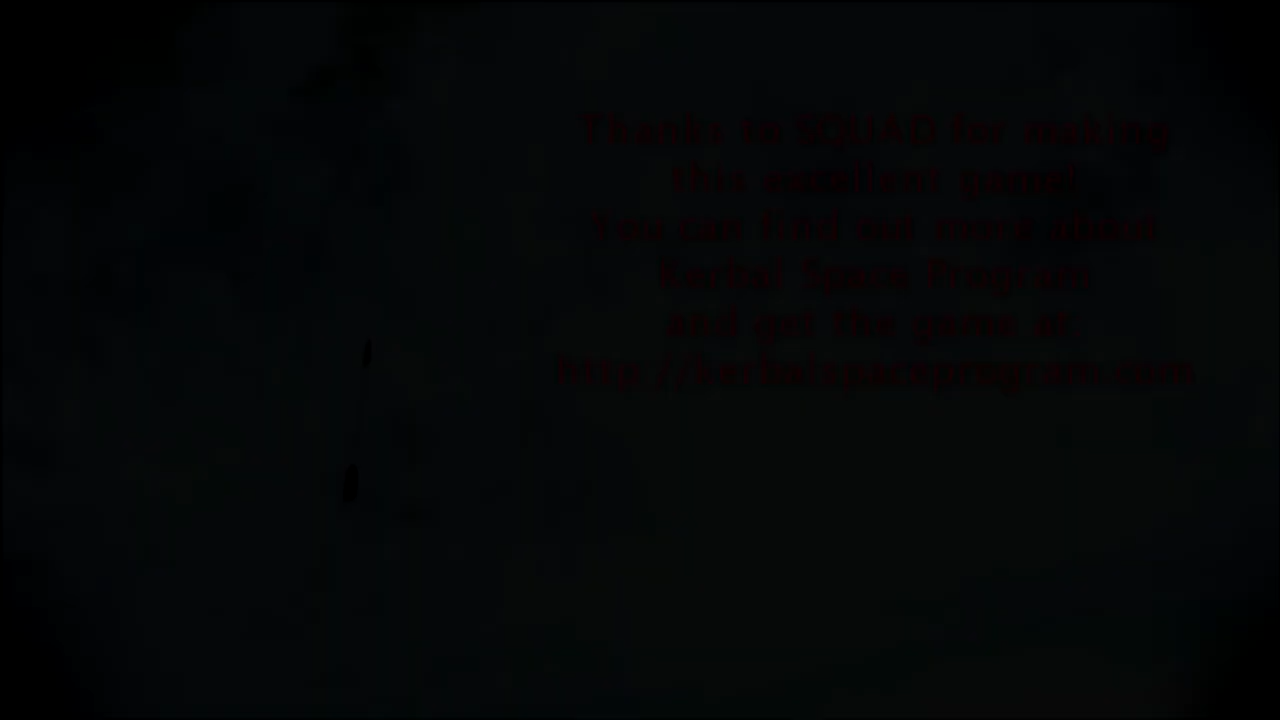 Thanks to SQUAD for making
this excellent game!
You can find out more about
Kerbal Space Program
and get the game at
http://kerbalspaceprogram.com